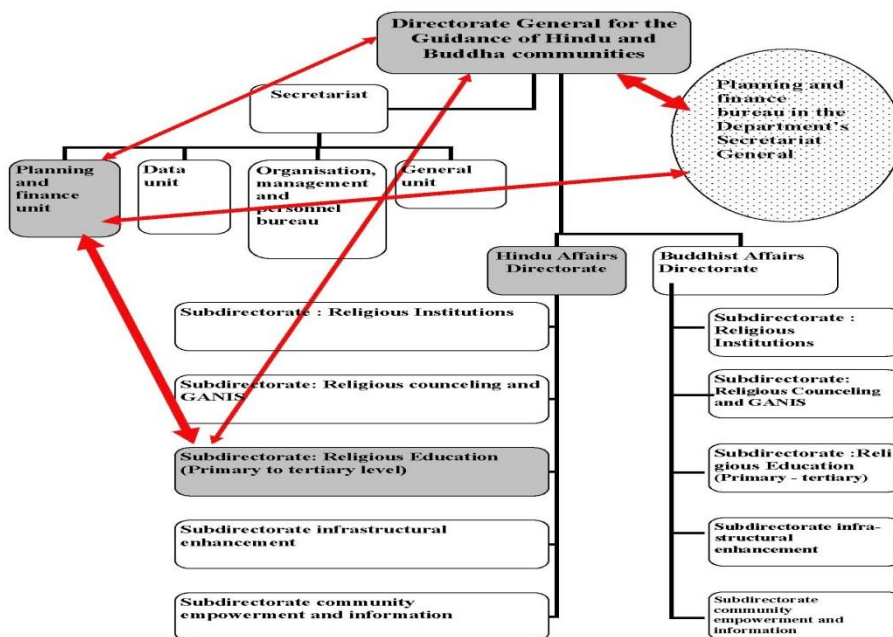 Directorate General for the
Guidance of Hindu and
Buddha communities
Planning and
finance
bureau in the
Department's
Secretariat
General
Secretariat
Planning
and
finance
unit
Data
unit
Organisation,
management
and
personnel
bureau
General
unit
Hindu Affairs
Directorate
Buddhist Affairs
Directorate
Subdirectorate : Religious Institutions
Subdirectorate: Religious counceling and
GANIS
Subdirectorate: Religious Education
(Primary to tertiary level)
Subdirectorate infrastructural
enhancement
Subdirectorate community
empowerment and information
Subdirectorate :
Religious
Institutions
Subdirectorate:
Religious Counceling
and GANIS
Subdirectorate :Reli
gious Education
(Primary - tertiary)
Subdirectorate infra-
structural
enhancement
Subdirectorate
community
empowerment and
information